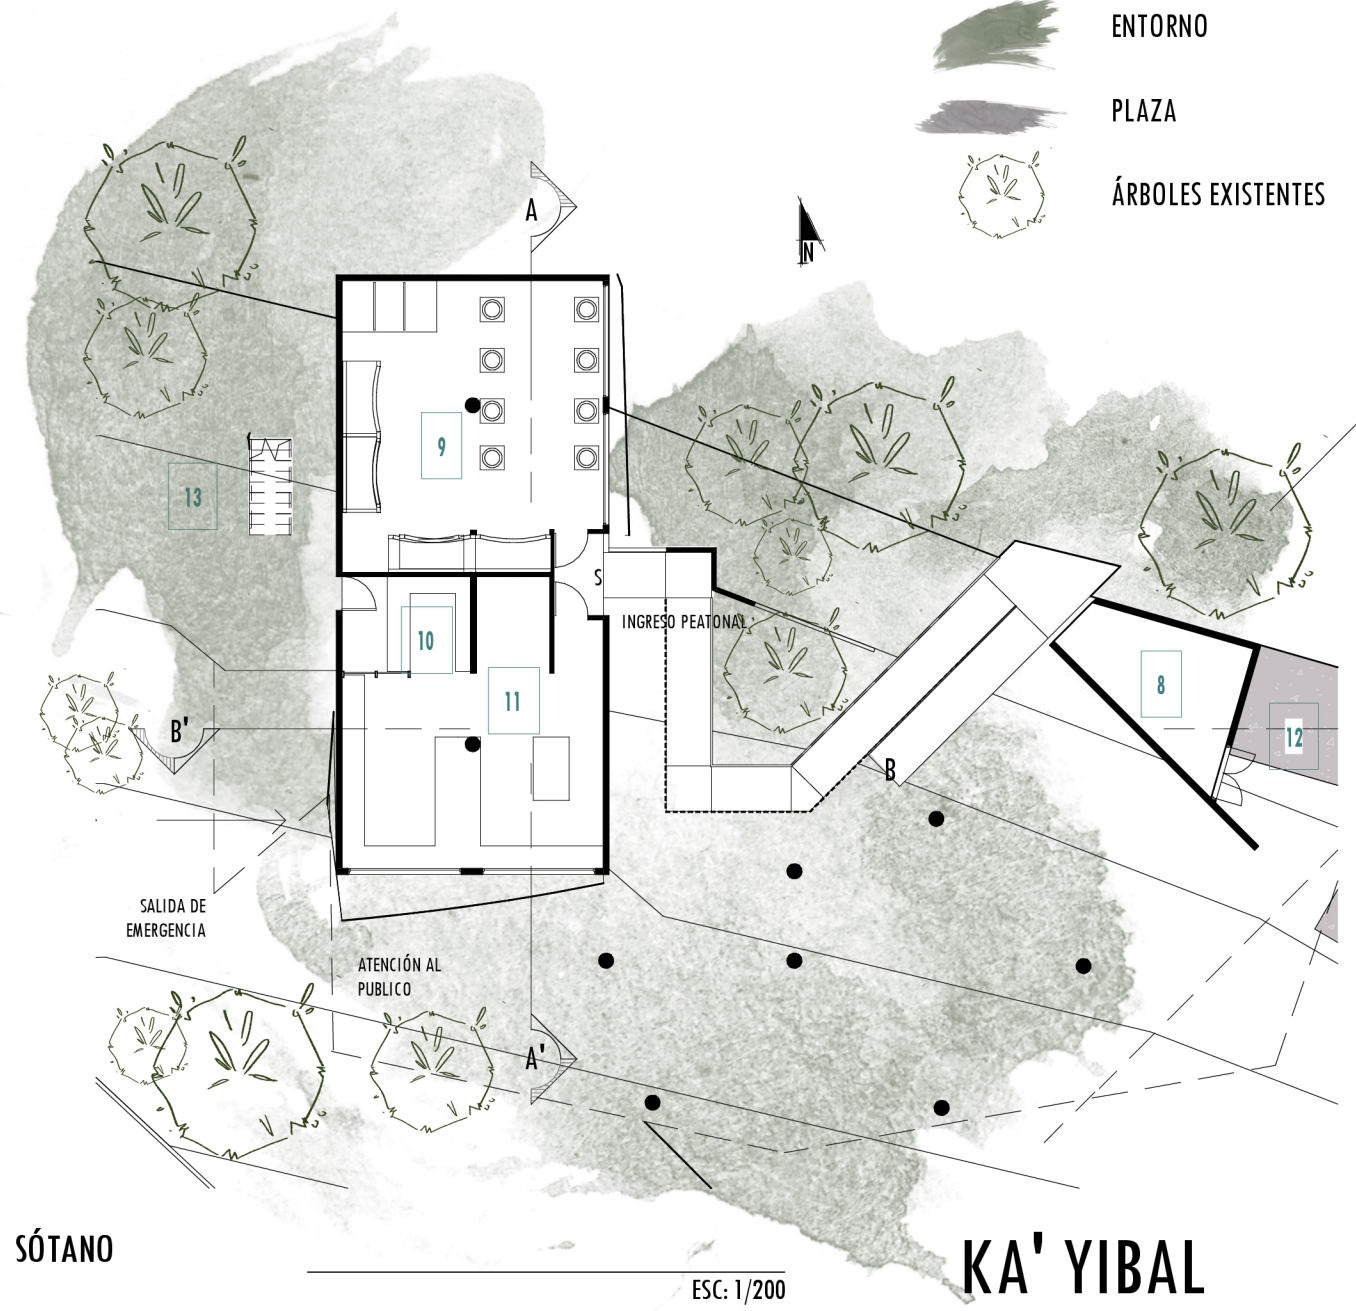 ENTORNO
PLAZA
ÁRBOLES EXISTENTES
A
N
9
13
S
INGRESO PEATONAL
10
8
11
12
B'
B
SALIDA DE
EMERGENCIA
ATENCIÓN AL
PUBLICO
A'
SÓTANO
KA' YIBAL
ESC: 1/200